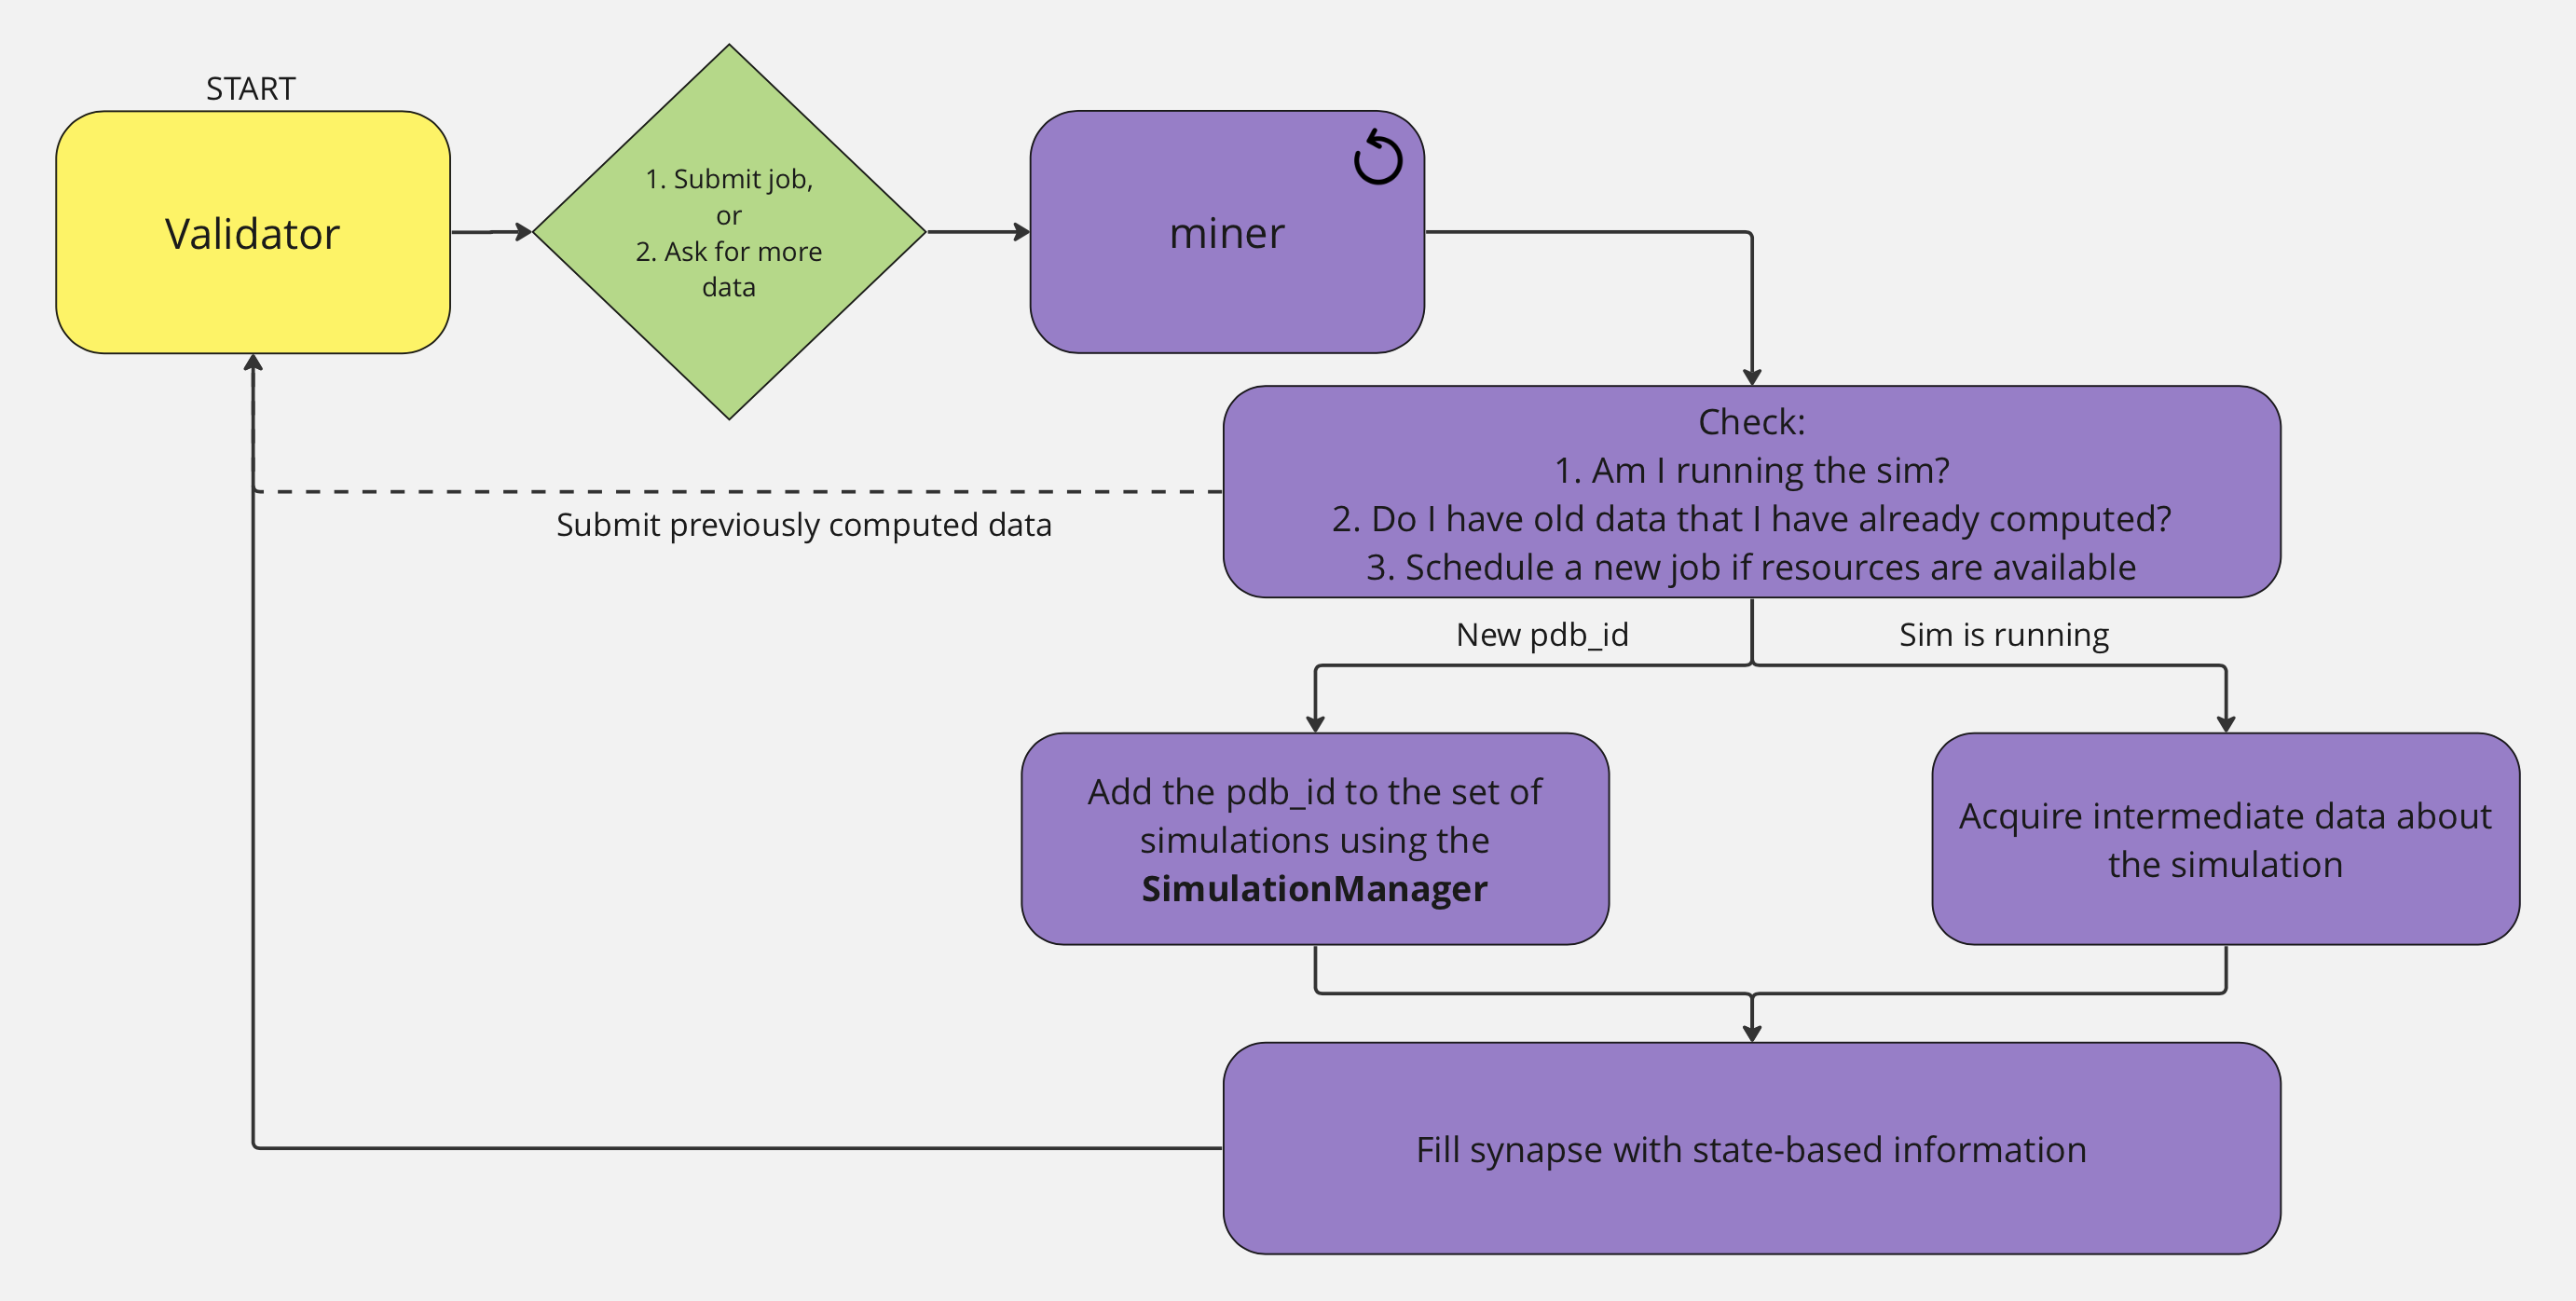 START
Validator
1. Submit job,
or
2. Ask for more
data
miner
Check:
1. Am I running the sim?
2. Do I have old data that I have already computed?
3. Schedule a new job if resources are available
Submit previously computed data
New pdb_id
Sim is running
Add the pdb_id to the set of
simulations using the
SimulationManager
Acquire intermediate data about
the simulation
Fill synapse with state-based information